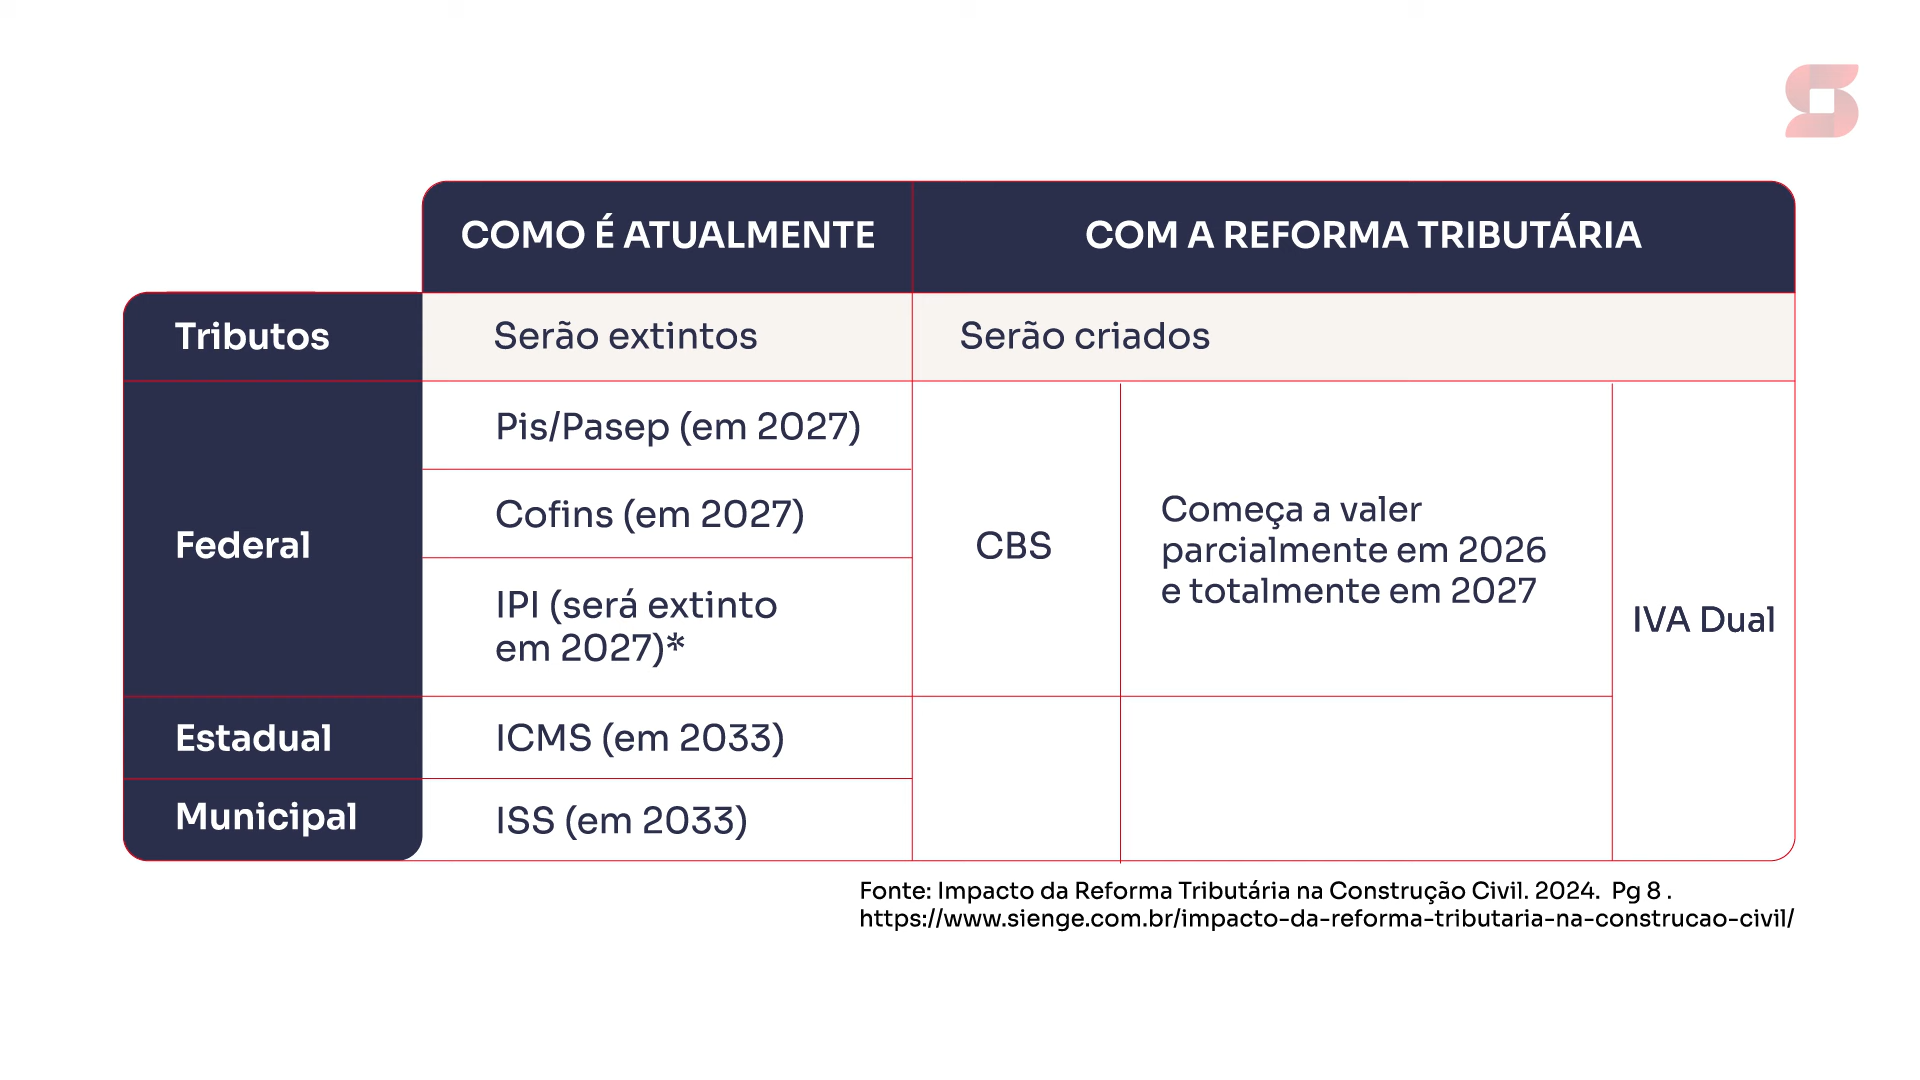 COMO É ATUALMENTE
COM A REFORMA TRIBUTÁRIA
Tributos
Serão extintos
Serão criados
Federal
Pis/Pasep (em 2027)
Cofins (em 2027)
IPI (será extinto
em 2027)*
CBS
Começa a valer
parcialmente em 2026
e totalmente em 2027
IVA Dual
Estadual
ICMS (em 2033)
Municipal
ISS (em 2033)
Fonte: Impacto da Reforma Tributária na Construção Civil. 2024. Pg 8 .
https://www.sienge.com.br/impacto-da-reforma-tributaria-na-construcao-civil/